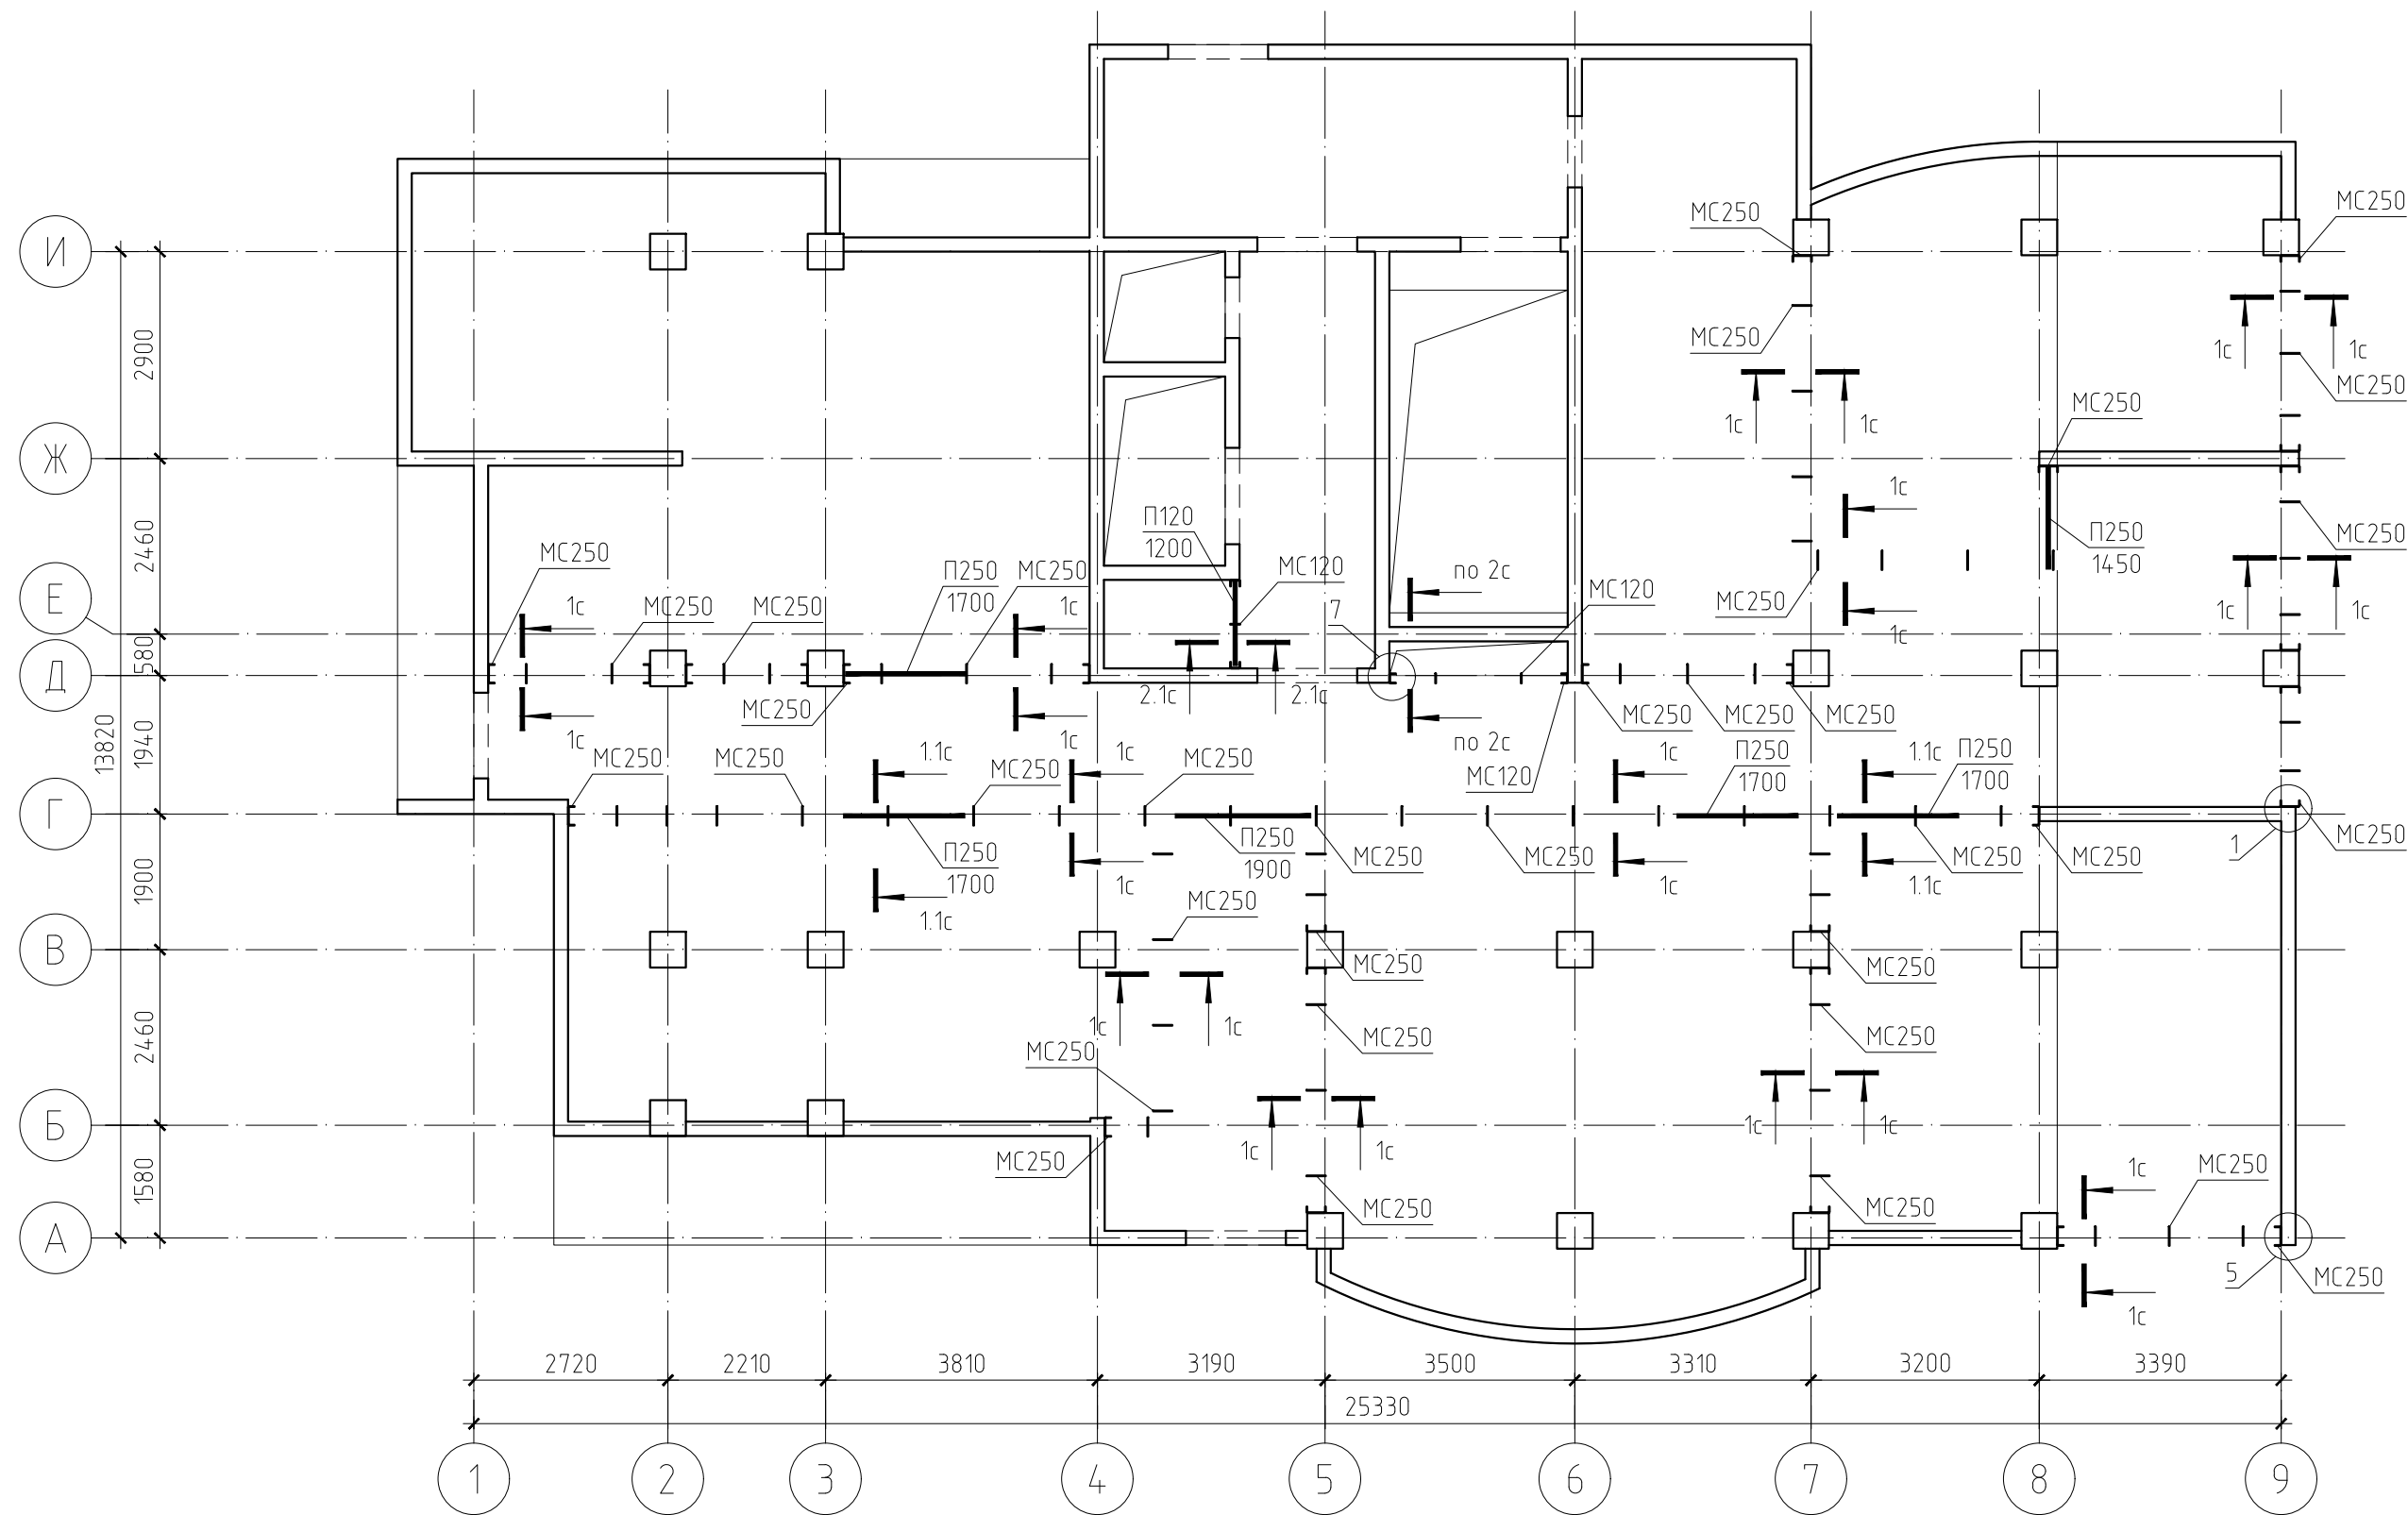 МС250
МС250
И
МС250
1с
1с
2900
МС250
1с
1с
МС250
Ж
1с
П120
1200
МС250
П250
1450
2460
МС250
МС120
по 2с
МС120
П250
1700
МС250
МС250
1с
1с
Е
1с
МС250
МС250
1с
7
1с
580
Д
2.1с
2.1с
МС250
МС250
МС250
МС250
13820
1940
1с
1с
по 2с
МС250
МС250
1.1с
МС250
1с
МС250
МС120
1с
П250
1700
1.1с
П250
1700
Г
1
МС250
П250
1700
1с
П250
1900
МС250
МС250
1с
1.1с
МС250
МС250
1900
1.1с
МС250
В
МС250
МС250
2460
1с
1с
МС250
МС250
МС250
Б
1с
1с
1с
1с
МС250
1580
1с
МС250
МС250
МС250
А
5
МС250
1с
2720
2210
3810
3190
3500
3310
3200
3390
25330
1
2
3
4
5
6
7
8
9